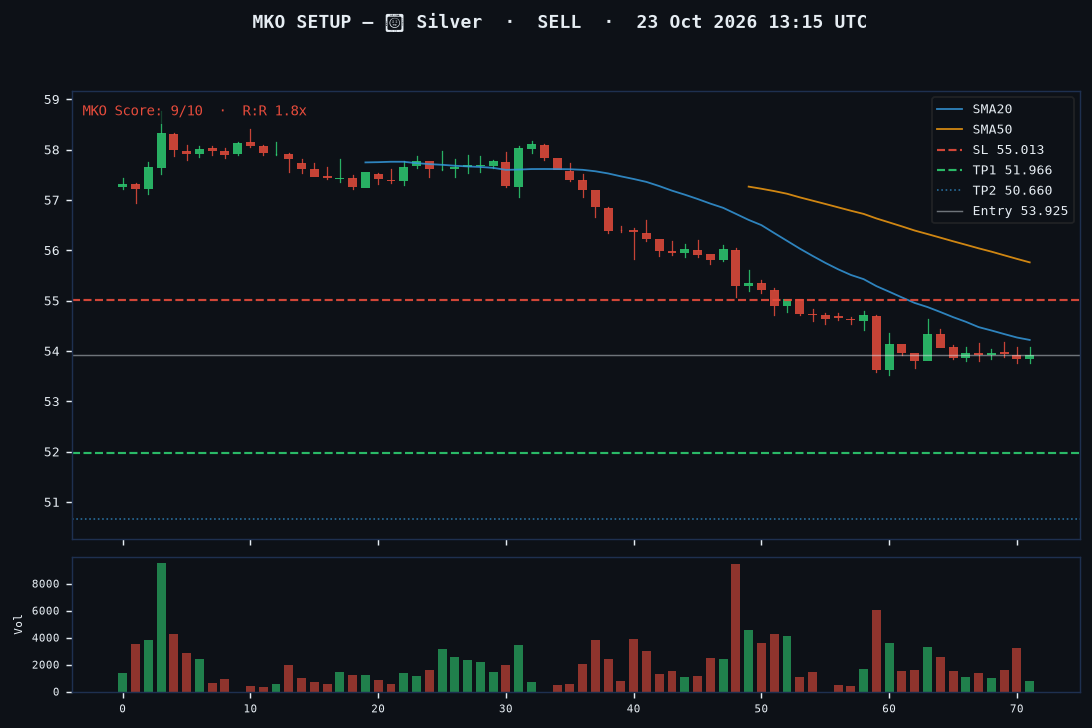 MKO SETUP — Silver · SELL · 23 Oct 2026 13:15 UTC
MKO Score: 9/10 · R:R 1.8x
SMA20
SMA50
SL 55.013
TP1 51.966
TP2 50.660
Entry 53.925
59
58
57
56
55
54
53
52
51
Vol
8000
6000
4000
2000
0
0 10 20 30 40 50 60 70